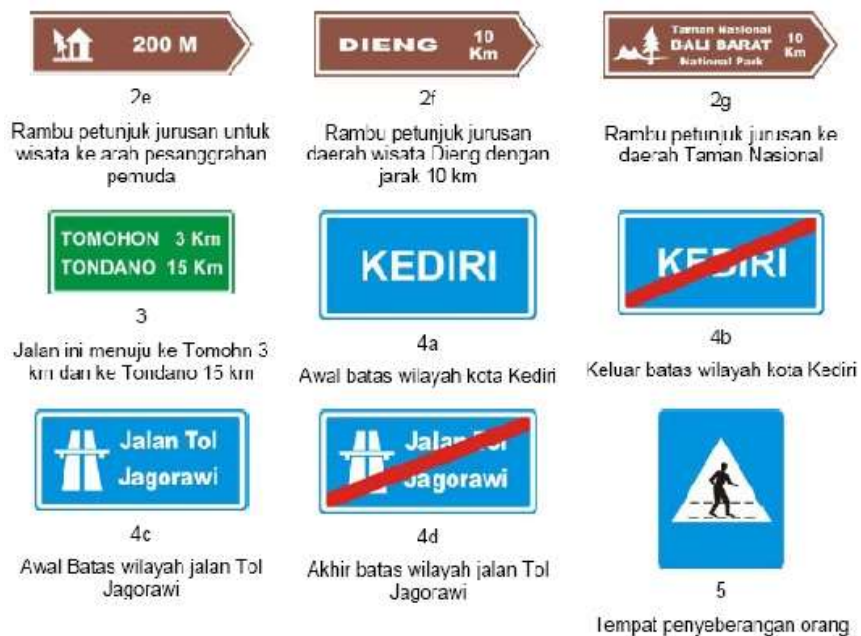 200 M
2e
Rambu petunjuk jurusan untuk
wisata ke arah pesanggrahan
pemuda
DIENG 10
Km
2f
Rambu petunjuk jurusan
daerah wisata Dieng dengan
jarak 10 km
Taman Nasional
BALI BARAT
National Park
10
Km
2g
Rambu petunjuk jurusan ke
daerah Taman Nasional
TOMOHON 3 Km
TONDANO 15 Km
3
Jalan ini menuju ke Tomohn 3
km dan ke Tondano 15 km
KEDIRI
4a
Awal batas wilayah kota Kediri
KEDIRI
4b
Keluar batas wilayah kota Kediri
Jalan Tol
Jagorawi
4c
Awal Batas wilayah jalan Tol
Jagorawi
Jalan Tol
Jagorawi
4d
Akhir batas wilayah jalan Tol
Jagorawi
5
Tempat penyeberangan orang